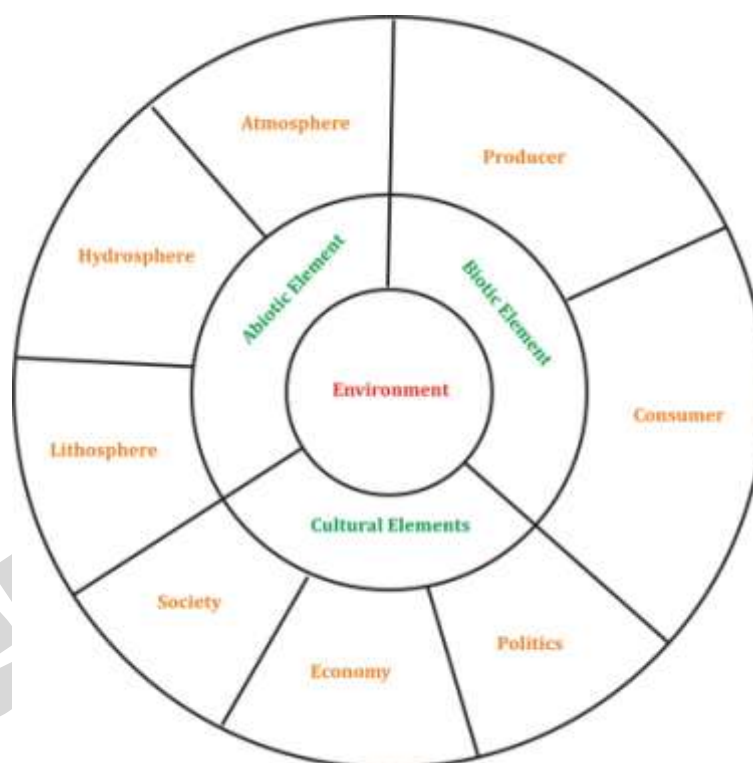 Atmosphere
Producer
Hydrosphere
Abiotic Element
Biotic Element
Environment
Consumer
Lithosphere
Cultural Elements
Society
Economy
Politics